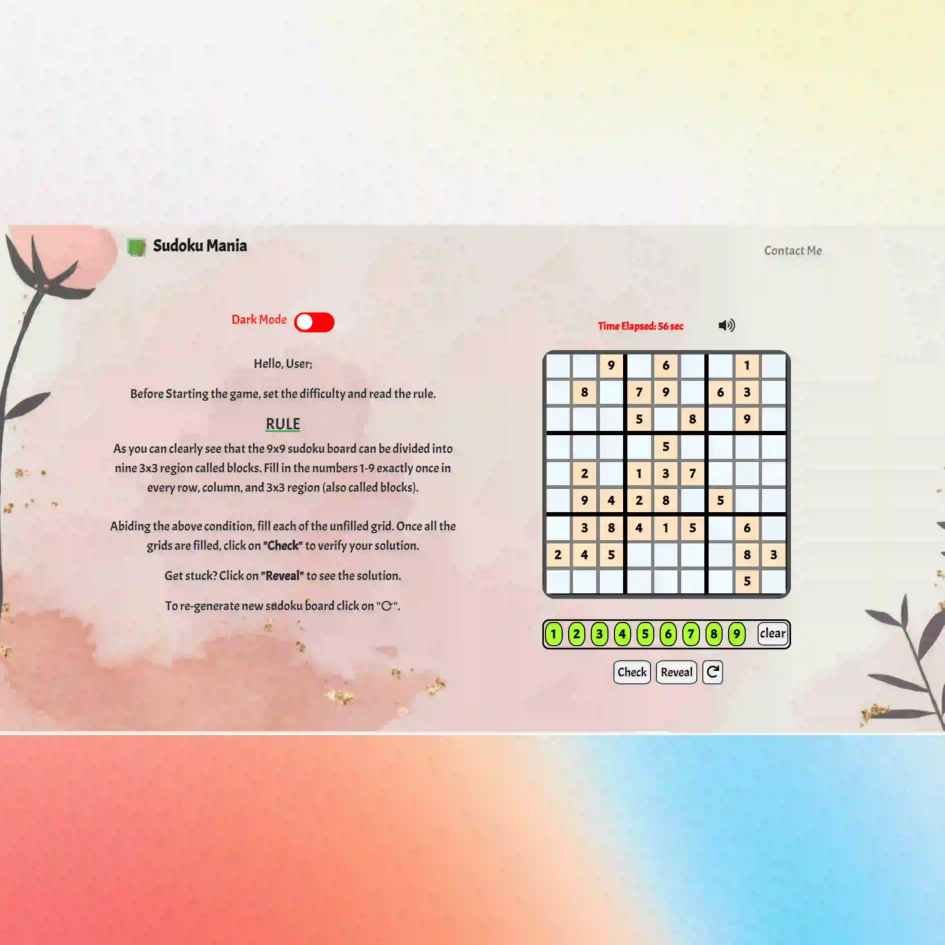 Sudoku Mania
Contact Me
Dark Mode
Hello, User;
Before Starting the game, set the difficulty and read the rule.
RULE
As you can clearly see that the 9x9 sudoku board can be divided into
nine 3x3 region called blocks. Fill in the numbers 1-9 exactly once in
every row, column, and 3x3 region (also called blocks).
Abiding the above condition, fill each of the unfilled grid. Once all the
grids are filled, click on "Check" to verify your solution.
Get stuck? Click on "Reveal" to see the solution.
To re-generate new sudoku board click on "⟳".
Time Elapsed: 56 sec
9 6 1
8 7 9 6 3
5 8 9
5
2 1 3 7
9 4 2 8 5
3 8 4 1 5 6
2 4 5 8 3
5
1 2 3 4 5 6 7 8 9 clear
Check Reveal